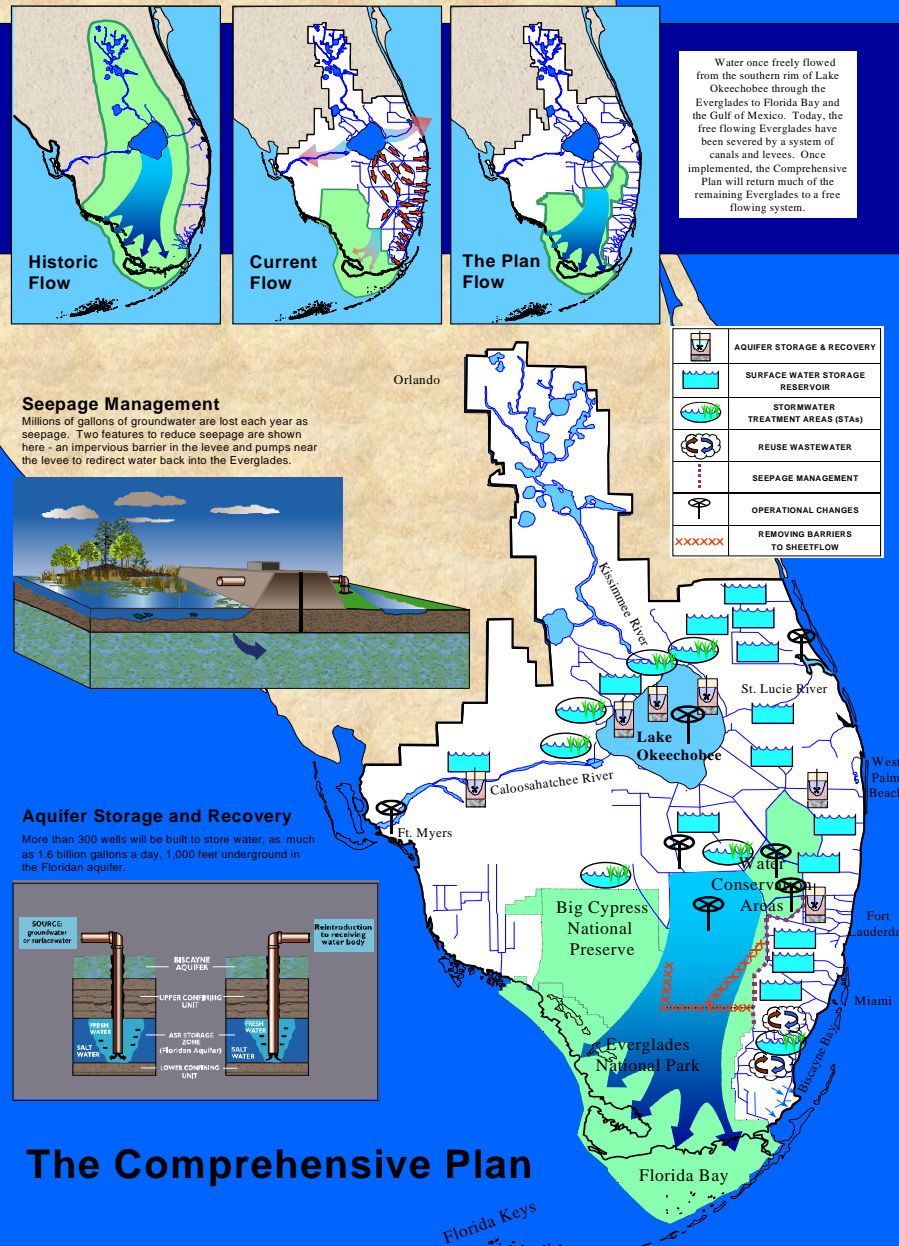 Historic
Flow
Current
Flow
The Plan
Flow
Water once freely flowed
from the southern rim of Lake
Okeechobee through the
Everglades to Florida Bay and
the Gulf of Mexico. Today, the
free flowing Everglades have
been severed by a system of
canals and levees. Once
implemented, the Comprehensive
Plan will return much of the
remaining Everglades to a free
flowing system.
AQUIFER STORAGE & RECOVERY
SURFACE WATER STORAGE
RESERVOIR
STORMWATER
TREATMENT AREAS (STAs)
REUSE WASTEWATER
SEEPAGE MANAGEMENT
OPERATIONAL CHANGES
REMOVING BARRIERS
TO SHEETFLOW
Seepage Management
Millions of gallons of groundwater are lost each year as
seepage. Two features to reduce seepage are shown
here - an impervious barrier in the levee and pumps near
the levee to redirect water back into the Everglades.
Orlando
Kissimmee River
St. Lucie River
Lake
Okeechobee
Caloosahatchee River
Ft. Myers
West
Palm
Beach
Water
Conservation
Areas
Big Cypress
National
Preserve
Fort
Lauderda
Miami
Biscayne Bay
Everglades
National Park
Florida Bay
Florida Keys
Aquifer Storage and Recovery
More than 300 wells will be built to store water, as much
as 1.6 billion gallons a day, 1,000 feet underground in
the Floridan aquifer.
SOURCE:
groundwater
or surfacewater
Reintroduction
to receiving
water body
BISCAYNE
AQUIFER
UPPER CONFINING
UNIT
FRESH
WATER
SALT
WATER
ASR STORAGE
ZONE
(Floridan Aquifer)
FRESH
WATER
SALT
WATER
LOWER CONFINING
UNIT
The Comprehensive Plan